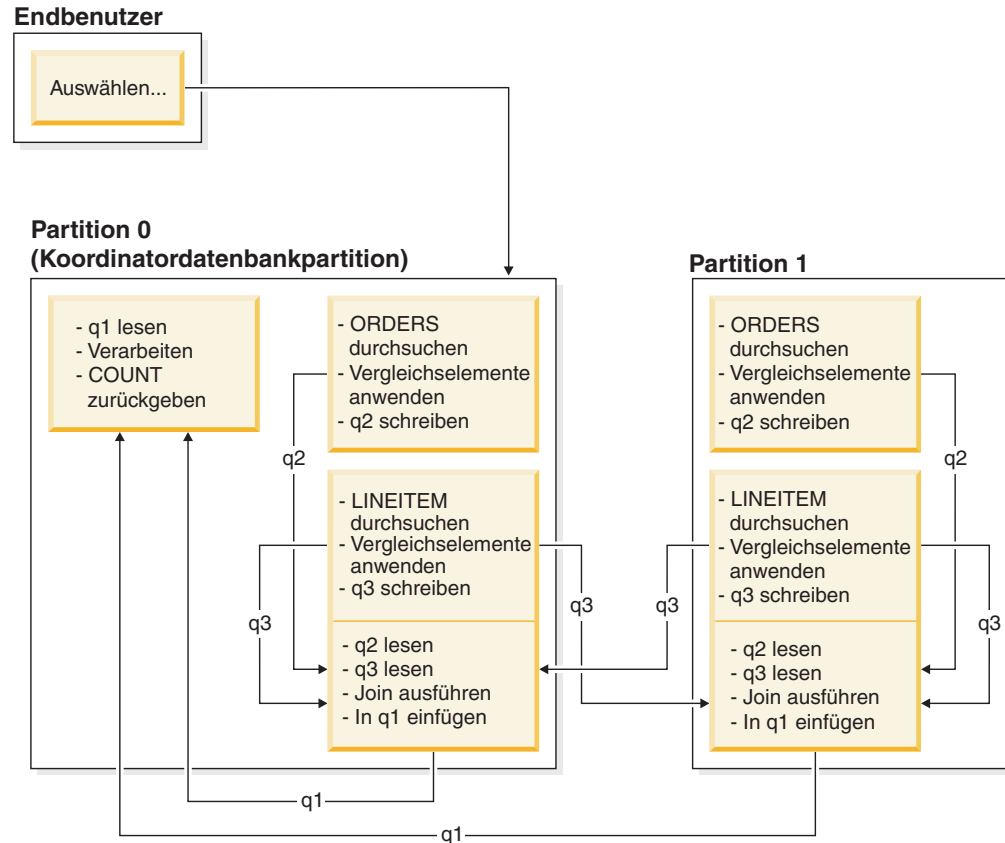 Endbenutzer
Auswählen...
Partition 0
(Koordinatordatenbankpartition)
- q1 lesen
- Verarbeiten
- COUNT
zurückgeben
- ORDERS
durchsuchen
- Vergleichselemente
anwenden
- q2 schreiben
q2
- LINEITEM
durchsuchen
- Vergleichselemente
anwenden
- q3 schreiben
q3
q3
- q2 lesen
- q3 lesen
- Join ausführen
- In q1 einfügen
q1
Partition 1
- ORDERS
durchsuchen
- Vergleichselemente
anwenden
- q2 schreiben
q2
- LINEITEM
durchsuchen
- Vergleichselemente
anwenden
- q3 schreiben
q3
q3
- q2 lesen
- q3 lesen
- Join ausführen
- In q1 einfügen
q1